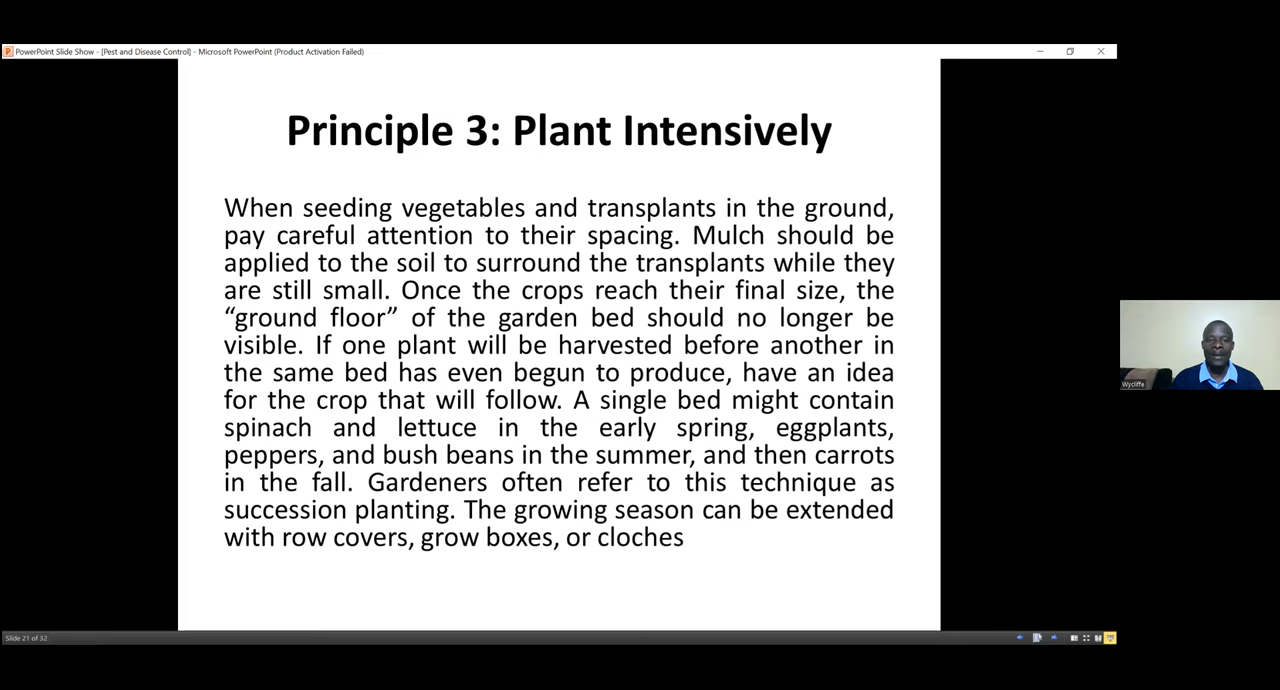 PowerPoint Slide Show - [Pest and Disease Control] - Microsoft PowerPoint (Product Activation Failed)
Principle 3: Plant Intensively
When seeding vegetables and transplants in the ground,
pay careful attention to their spacing. Mulch should be
applied to the soil to surround the transplants while they
are still small. Once the crops reach their final size, the
“ground floor” of the garden bed should no longer be
visible. If one plant will be harvested before another in
the same bed has even begun to produce, have an idea
for the crop that will follow. A single bed might contain
spinach and lettuce in the early spring, eggplants,
peppers, and bush beans in the summer, and then carrots
in the fall. Gardeners often refer to this technique as
succession planting. The growing season can be extended
with row covers, grow boxes, or cloches
Wycliffe
Slide 21 of 32